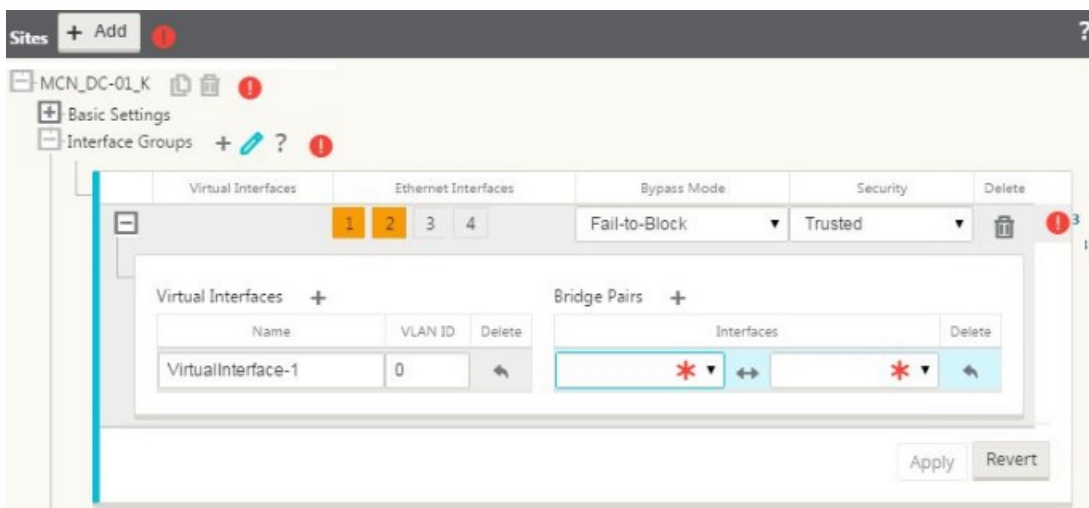 Sites + Add ?
MCN_DC-01_K
Basic Settings
Interface Groups + ?
Virtual Interfaces Ethernet Interfaces Bypass Mode Security Delete
1 2 3 4 Fail-to-Block Trusted
Virtual Interfaces + Bridge Pairs +
Name VLAN ID Delete Interfaces Delete
VirtualInterface-1 0
Apply Revert